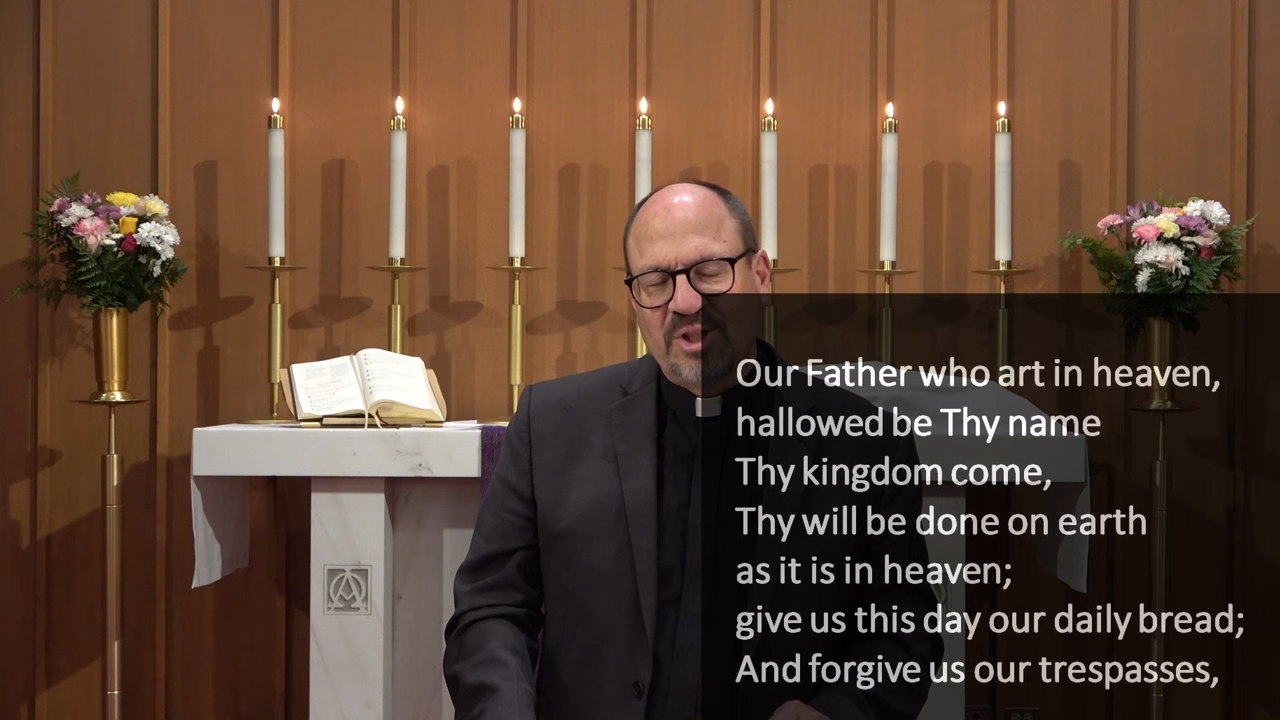 Our Father who art in heaven,
hallowed be Thy name
Thy kingdom come,
Thy will be done on earth
as it is in heaven;
give us this day our daily bread;
And forgive us our trespasses,